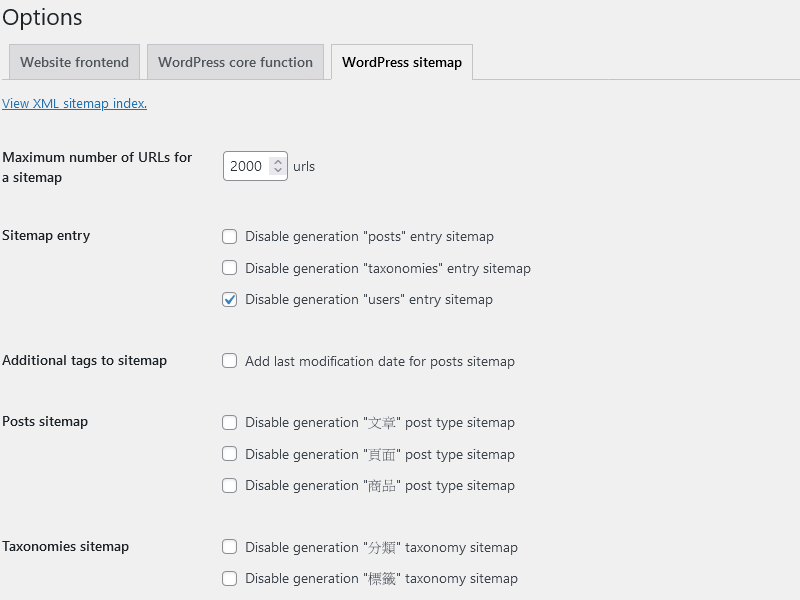 Options
Website frontend
WordPress core function
WordPress sitemap
View XML sitemap index.
Maximum number of URLs for
a sitemap
2000
urls
Sitemap entry
Disable generation "posts" entry sitemap
Disable generation "taxonomies" entry sitemap
Disable generation "users" entry sitemap
Additional tags to sitemap
Add last modification date for posts sitemap
Posts sitemap
Disable generation "文章" post type sitemap
Disable generation "頁面" post type sitemap
Disable generation "商品" post type sitemap
Taxonomies sitemap
Disable generation "分類" taxonomy sitemap
Disable generation "標籤" taxonomy sitemap